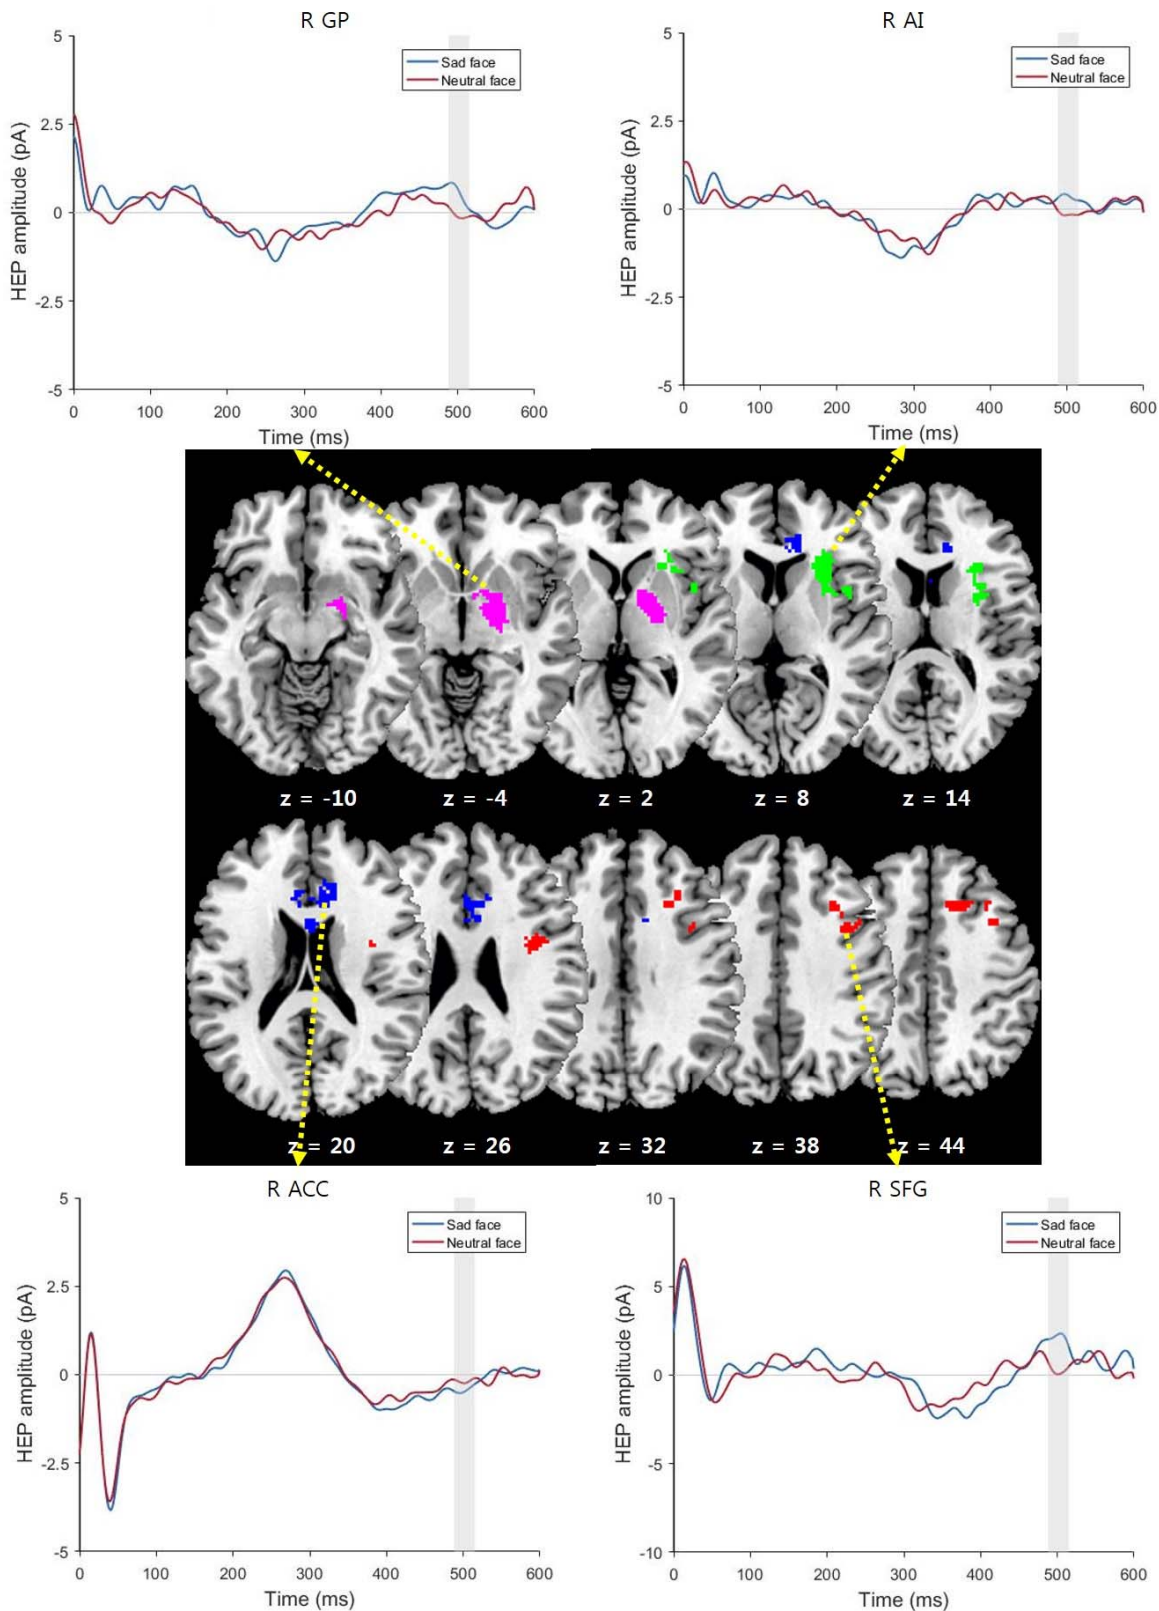 R GP
R AI
5
2.5
0
-2.5
-5
HEP amplitude (pA)
Sad face
Neutral face
0 100 200 300 400 500 600
Time (ms)
5
2.5
0
-2.5
-5
HEP amplitude (pA)
Sad face
Neutral face
0 100 200 300 400 500 600
Time (ms)
z = -10 z = -4 z = 2 z = 8 z = 14
z = 20 z = 26 z = 32 z = 38 z = 44
R ACC
R SFG
5
2.5
0
-2.5
-5
HEP amplitude (pA)
Sad face
Neutral face
0 100 200 300 400 500 600
Time (ms)
10
5
0
-5
-10
HEP amplitude (pA)
Sad face
Neutral face
0 100 200 300 400 500 600
Time (ms)